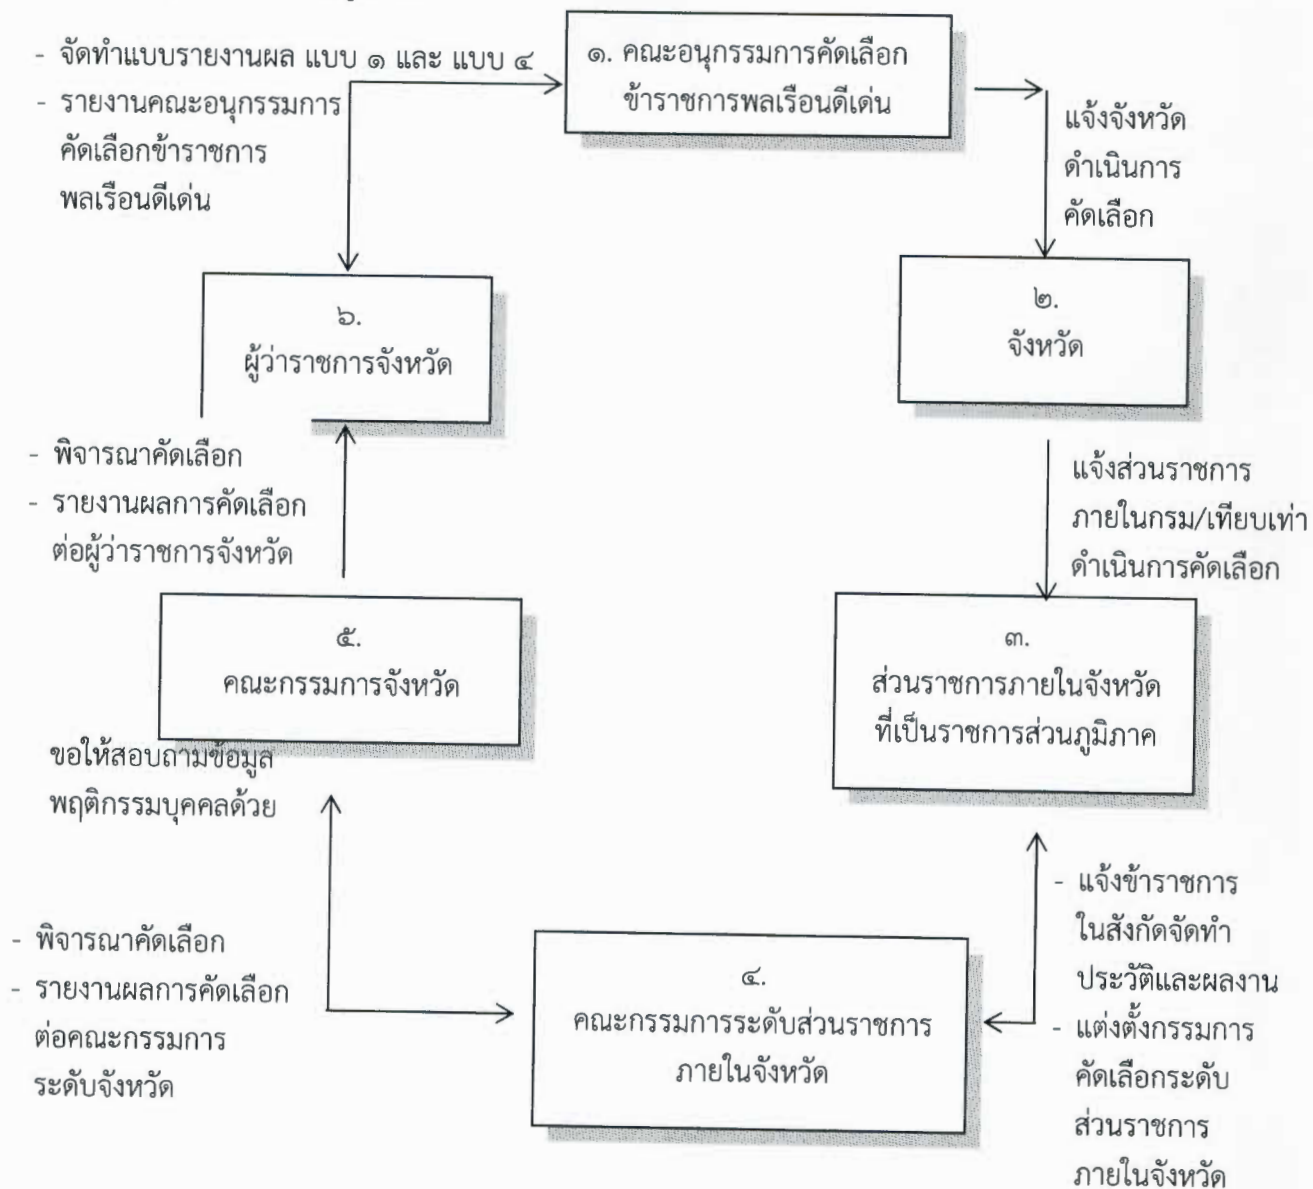 - จัดทำแบบรายงานผล แบบ ๑ และ แบบ ๔
- รายงานคณะอนุกรรมการ
คัดเลือกข้าราชการ
พลเรือนดีเด่น
๑. คณะอนุกรรมการคัดเลือก
ข้าราชการพลเรือนดีเด่น
แจ้งจังหวัด
ดำเนินการ
คัดเลือก
๒.
จังหวัด
แจ้งส่วนราชการ
ภายในกรม/เทียบเท่า
ดำเนินการคัดเลือก
๓.
ส่วนราชการภายในจังหวัด
ที่เป็นราชการส่วนภูมิภาค
- แจ้งข้าราชการ
ในสังกัดจัดทำ
ประวัติและผลงาน
- แต่งตั้งกรรมการ
คัดเลือกระดับ
ส่วนราชการ
ภายในจังหวัด
๔.
คณะกรรมการระดับส่วนราชการ
ภายในจังหวัด
- พิจารณาคัดเลือก
- รายงานผลการคัดเลือก
ต่อคณะกรรมการ
ระดับจังหวัด
๕.
คณะกรรมการจังหวัด
ขอให้สอบถามข้อมูล
พฤติกรรมบุคคลด้วย
- พิจารณาคัดเลือก
- รายงานผลการคัดเลือก
ต่อผู้ว่าราชการจังหวัด
๖.
ผู้ว่าราชการจังหวัด